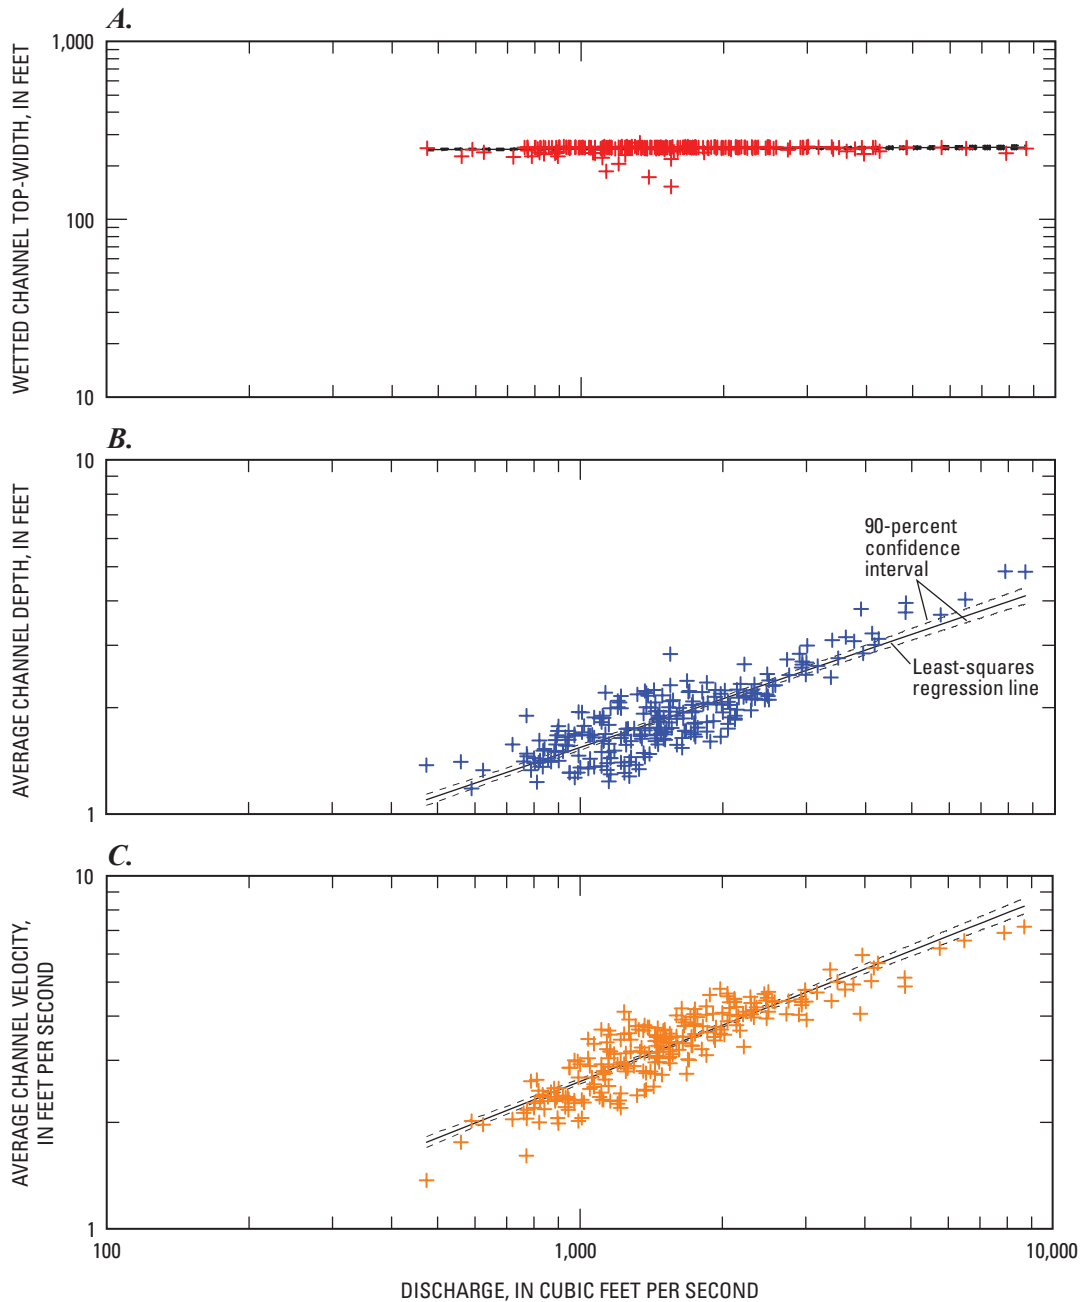 A.
WETTED CHANNEL TOP-WIDTH, IN FEET
1,000
100
10
B.
AVERAGE CHANNEL DEPTH, IN FEET
10
1
90-percent
confidence
interval
Least-squares
regression line
C.
AVERAGE CHANNEL VELOCITY,
IN FEET PER SECOND
10
1
100
1,000
10,000
DISCHARGE, IN CUBIC FEET PER SECOND